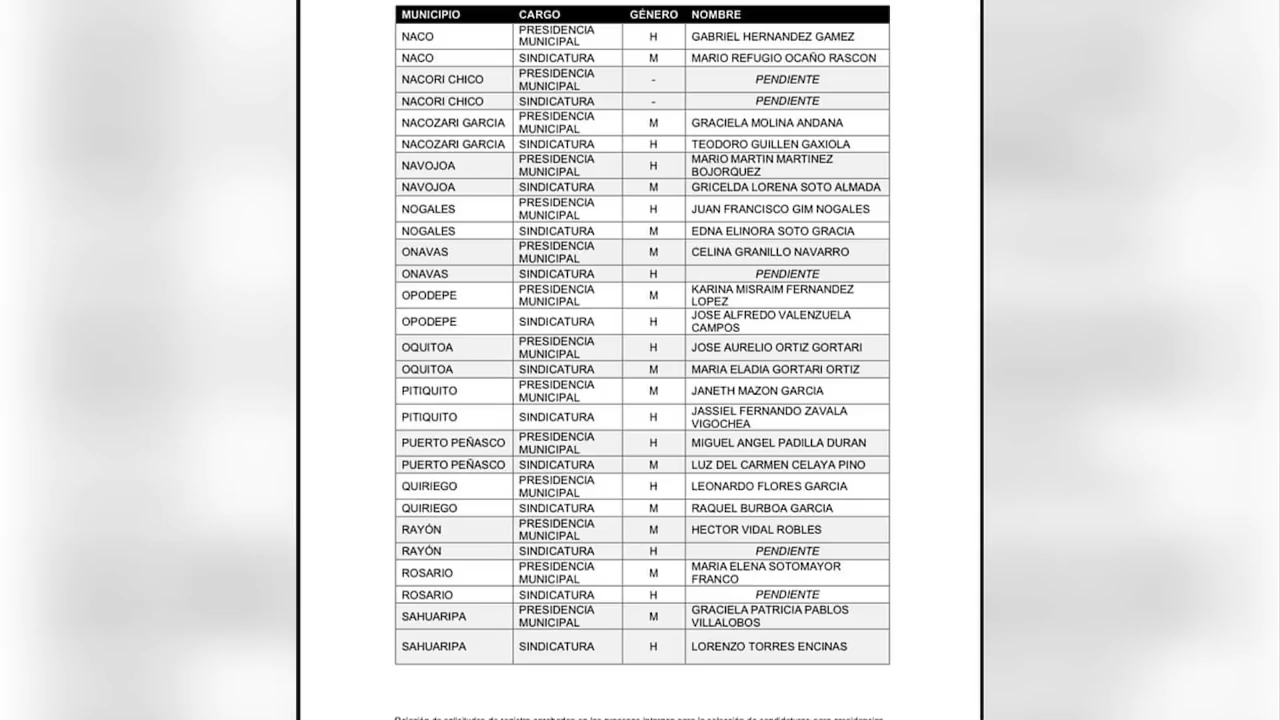 MUNICIPIO CARGO GÉNERO NOMBRE
NACO PRESIDENCIA MUNICIPAL H GABRIEL HERNANDEZ GAMEZ
NACO SINDICATURA M MARIO REFUGIO OCAÑO RASCON
NACORI CHICO PRESIDENCIA MUNICIPAL - PENDIENTE
NACORI CHICO SINDICATURA - PENDIENTE
NACOZARI GARCIA PRESIDENCIA MUNICIPAL M GRACIELA MOLINA ANDANA
NACOZARI GARCIA SINDICATURA H TEODORO GUILLEN GAXIOLA
NAVOJOA PRESIDENCIA MUNICIPAL H MARIO MARTIN MARTINEZ BOJORQUEZ
NAVOJOA SINDICATURA M GRICELDA LORENA SOTO ALMADA
NOGALES PRESIDENCIA MUNICIPAL H JUAN FRANCISCO GIM NOGALES
NOGALES SINDICATURA M EDNA ELINORA SOTO GRACIA
ONAVAS PRESIDENCIA MUNICIPAL M CELINA GRANILLO NAVARRO
ONAVAS SINDICATURA H PENDIENTE
OPODEPE PRESIDENCIA MUNICIPAL M KARINA MISRAIM FERNANDEZ LOPEZ
OPODEPE SINDICATURA H JOSE ALFREDO VALENZUELA CAMPOS
OQUITOA PRESIDENCIA MUNICIPAL H JOSE AURELIO ORTIZ GORTARI
OQUITOA SINDICATURA M MARIA ELADIA GORTARI ORTIZ
PITIQUITO PRESIDENCIA MUNICIPAL M JANETH MAZON GARCIA
PITIQUITO SINDICATURA H JASSIEL FERNANDO ZAVALA VIGOCHEA
PUERTO PEÑASCO PRESIDENCIA MUNICIPAL H MIGUEL ANGEL PADILLA DURAN
PUERTO PEÑASCO SINDICATURA M LUZ DEL CARMEN CELAYA PINO
QUIRIEGO PRESIDENCIA MUNICIPAL H LEONARDO FLORES GARCIA
QUIRIEGO SINDICATURA M RAQUEL BURBOA GARCIA
RAYÓN PRESIDENCIA MUNICIPAL M HECTOR VIDAL ROBLES
RAYÓN SINDICATURA H PENDIENTE
ROSARIO PRESIDENCIA MUNICIPAL M MARIA ELENA SOTOMAYOR FRANCO
ROSARIO SINDICATURA H PENDIENTE
SAHUARIPA PRESIDENCIA MUNICIPAL M GRACIELA PATRICIA PABLOS VILLALOBOS
SAHUARIPA SINDICATURA H LORENZO TORRES ENCINAS